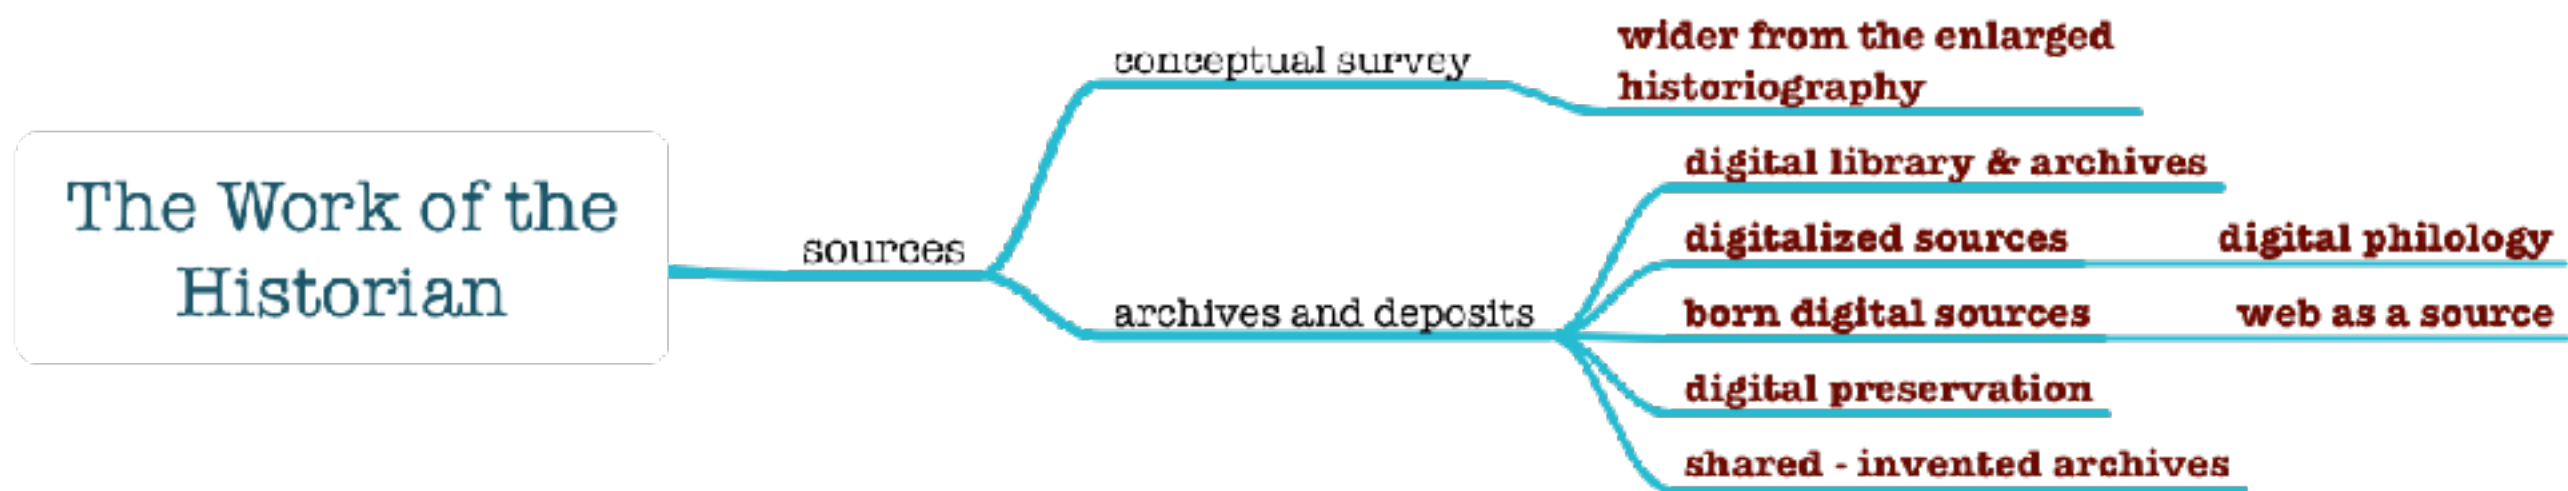 The Work of the
Historian
sources
conceptual survey
wider from the enlarged
historiography
archives and deposits
digital library & archives
digitalized sources
digital philology
born digital sources
web as a source
digital preservation
shared - invented archives